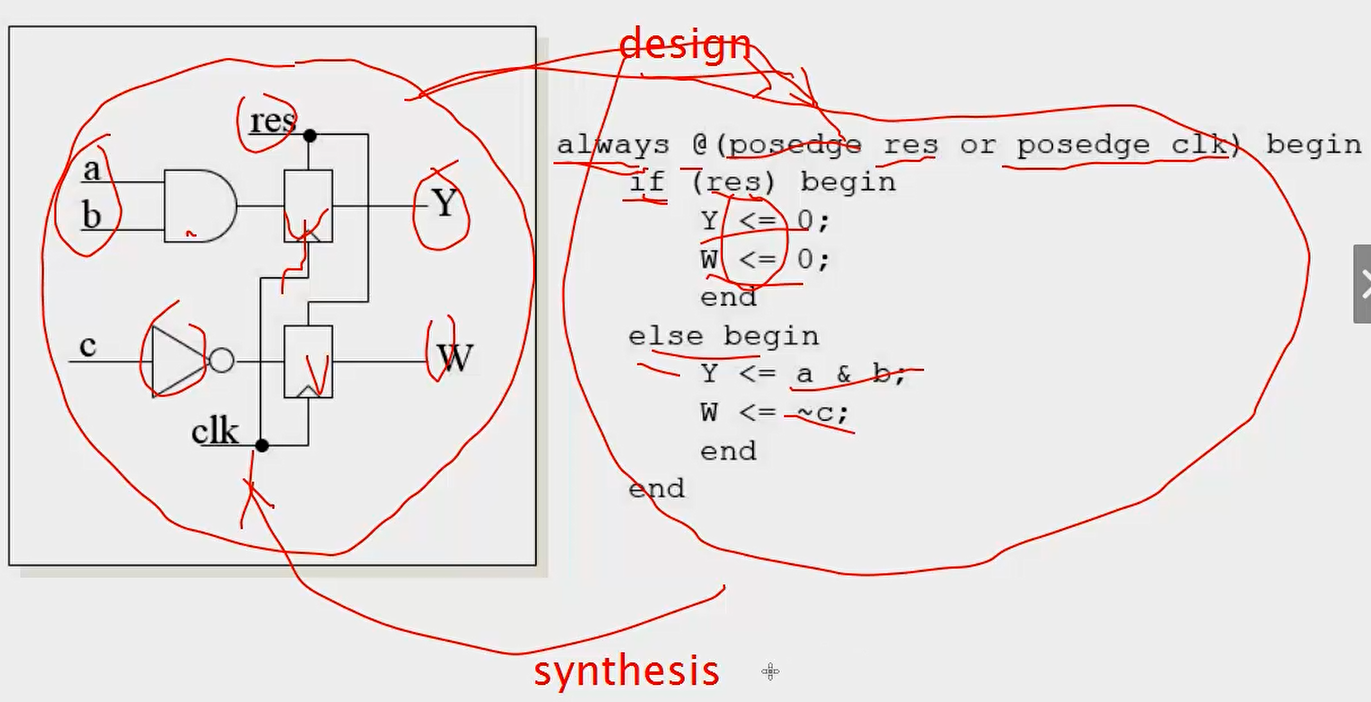 design
res
a
b
Y
c
W
clk
always @(posedge res or posedge clk) begin
if (res) begin
Y <= 0;
W <= 0;
end
else begin
Y <= a & b;
W <= ~c;
end
end
synthesis